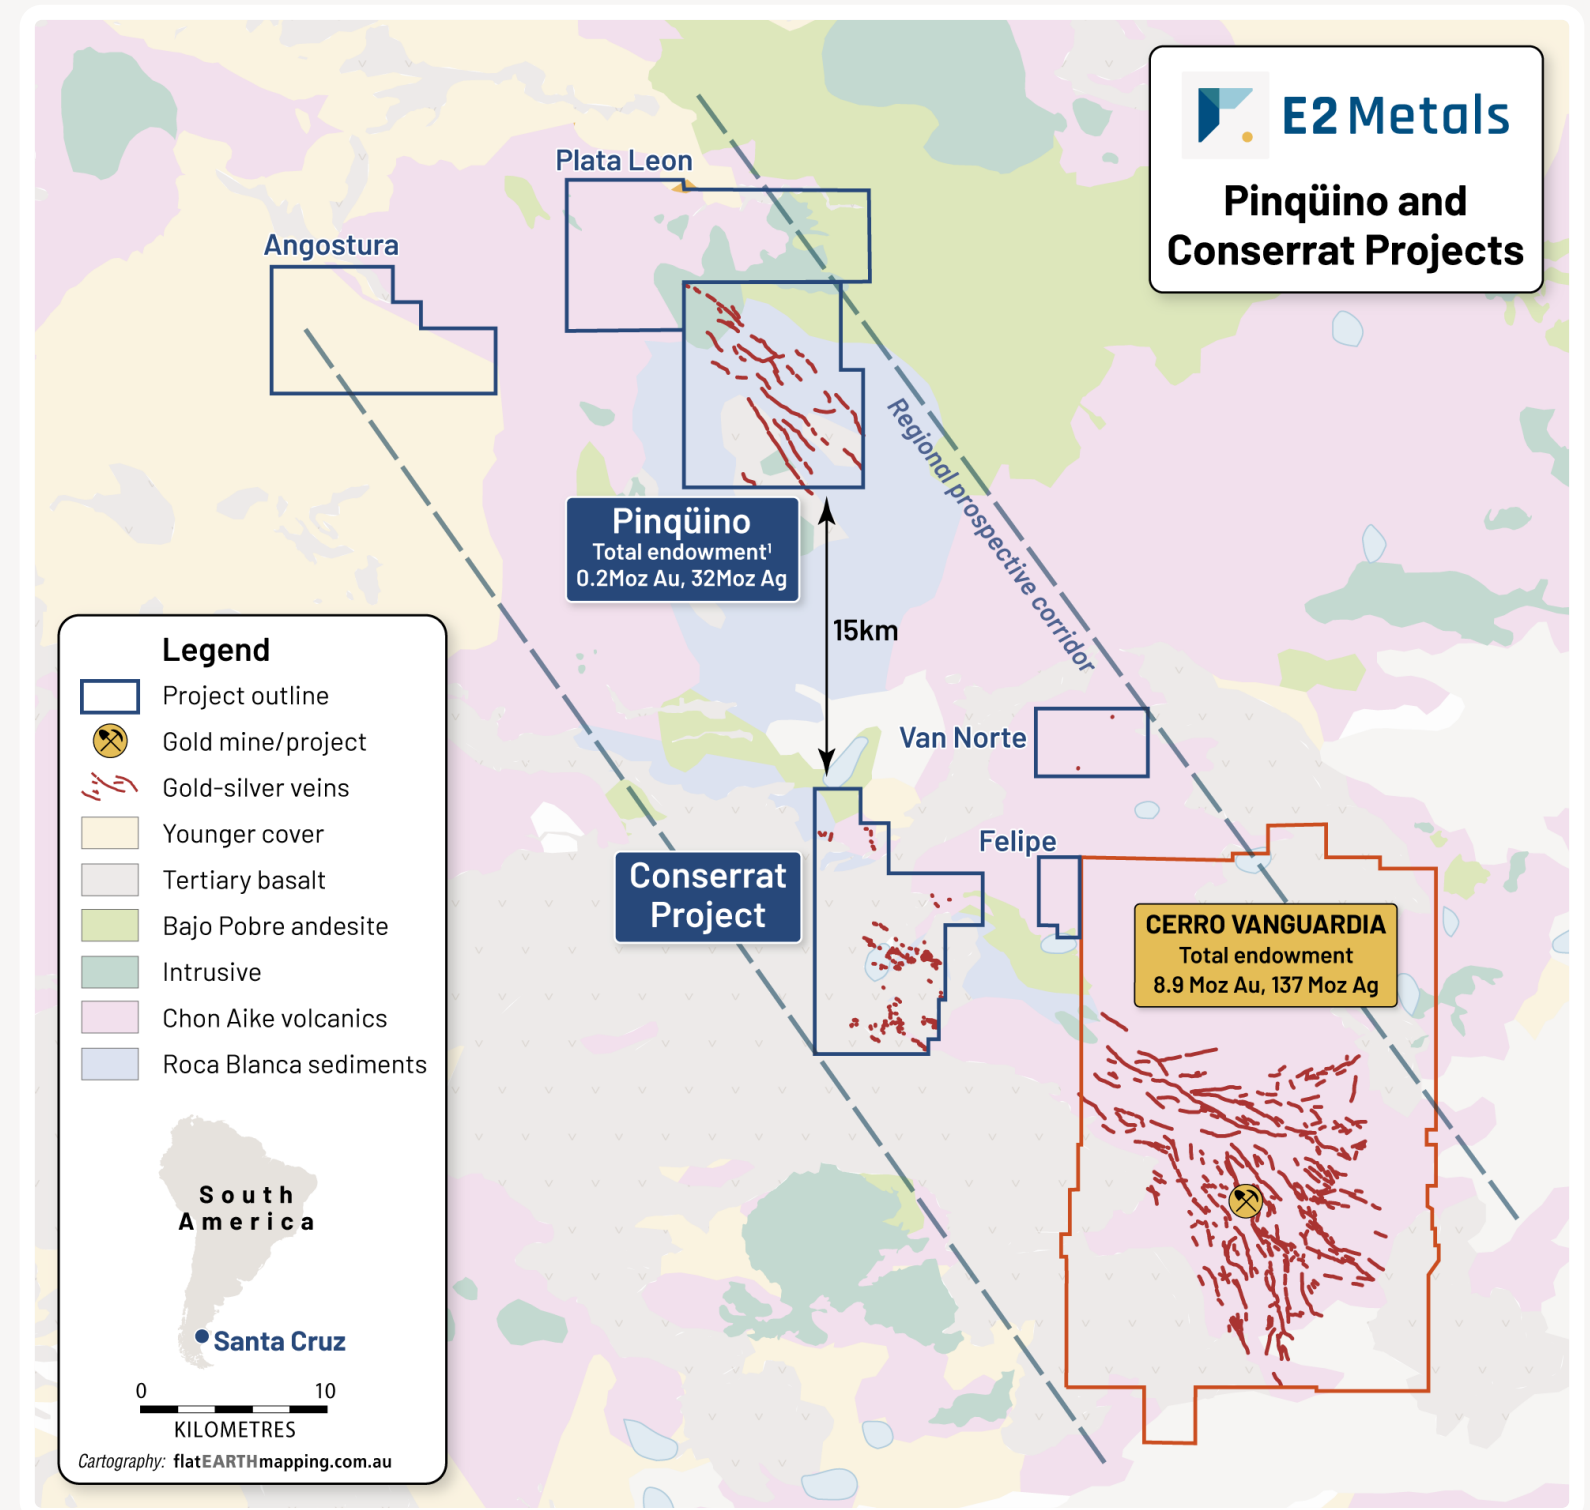 E2 Metals
Pinqüino and
Conserrat Projects
Plata Leon
Angostura
Regional prospective corridor
Pinqüino
Total endowment¹
0.2Moz Au, 32Moz Ag
15km
Van Norte
Felipe
Conserrat
Project
CERRO VANGUARDIA
Total endowment
8.9 Moz Au, 137 Moz Ag
Legend
Project outline
Gold mine/project
Gold-silver veins
Younger cover
Tertiary basalt
Bajo Pobre andesite
Intrusive
Chon Aike volcanics
Roca Blanca sediments
South
America
Santa Cruz
0 10
KILOMETRES
Cartography: flatEARTHmapping.com.au